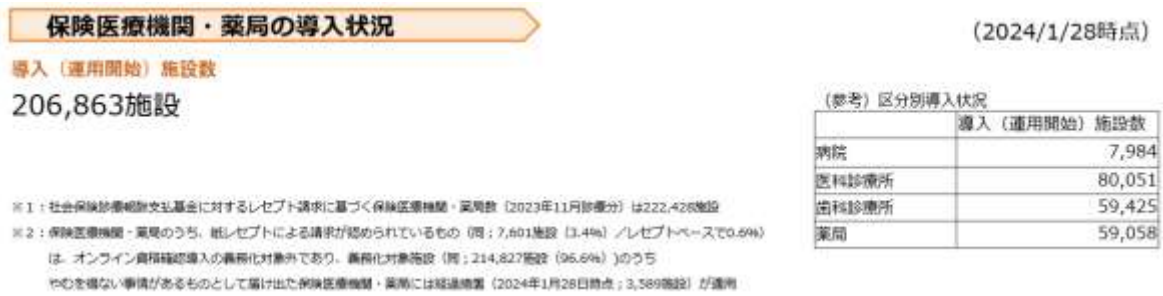 保険医療機関・薬局の導入状況
(2024/1/28時点)
導入(運用開始)施設数
206,863施設
(参考)区分別導入状況
導入(運用開始)施設数
病院 7,984
医科診療所 80,051
歯科診療所 59,425
薬局 59,058
※1:社会保険診療報酬支払基金に対するレセプト請求に基づく保険医療機関・薬局数(2023年11月診療分)は222,428施設
※2:保険医療機関・薬局のうち、紙レセプトによる請求が認められているもの(同;7,601施設(3.4%)/レセプトベースで0.6%)
は、オンライン資格確認導入の義務化対象外であり、義務化対象施設(同;214,827施設(96.6%))のうち
やむを得ない事情があるものとして届け出た保険医療機関・薬局には経過措置(2024年1月28日時点;3,589施設)が適用